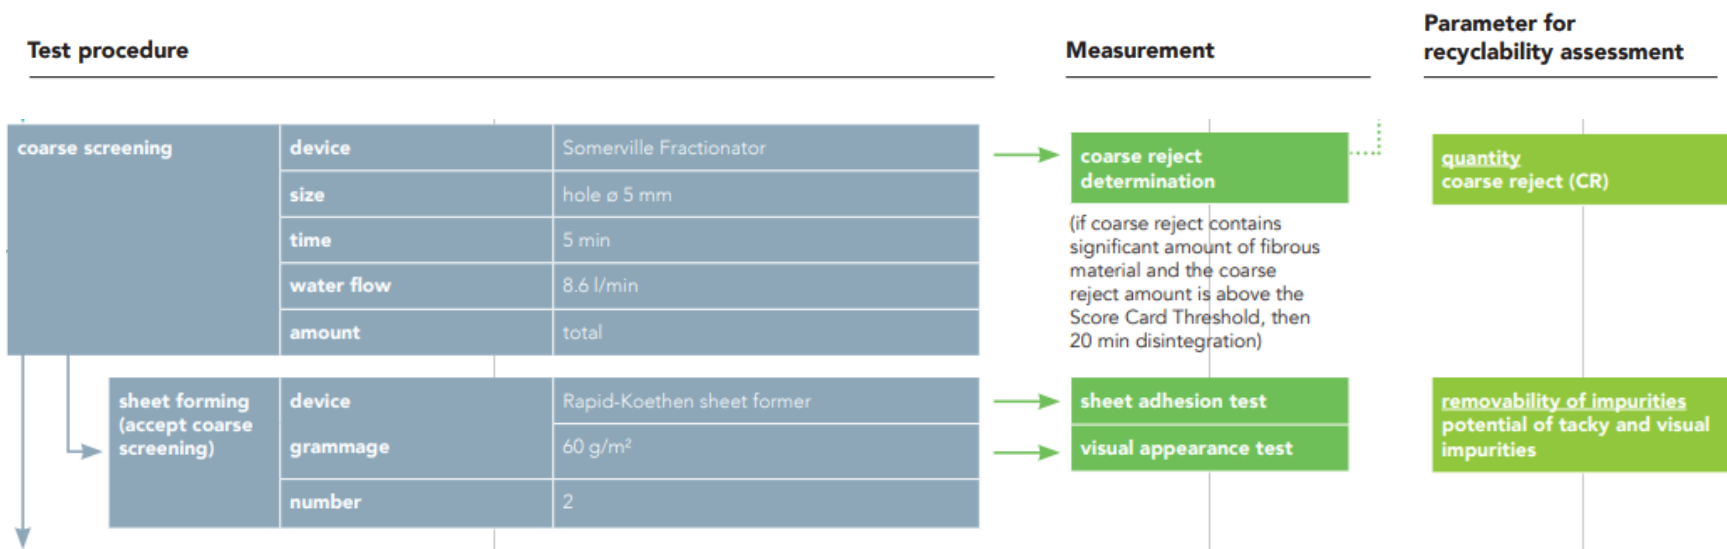 Test procedure
Measurement
Parameter for
recyclability assessment
coarse screening
device
Somerville Fractionator
size
hole ø 5 mm
time
5 min
water flow
8.6 l/min
amount
total
coarse reject
determination
(if coarse reject contains
significant amount of fibrous
material and the coarse
reject amount is above the
Score Card Threshold, then
20 min disintegration)
quantity
coarse reject (CR)
sheet forming
(accept coarse
screening)
device
Rapid-Koethen sheet former
grammage
60 g/m²
number
2
sheet adhesion test
visual appearance test
removability of impurities
potential of tacky and visual
impurities